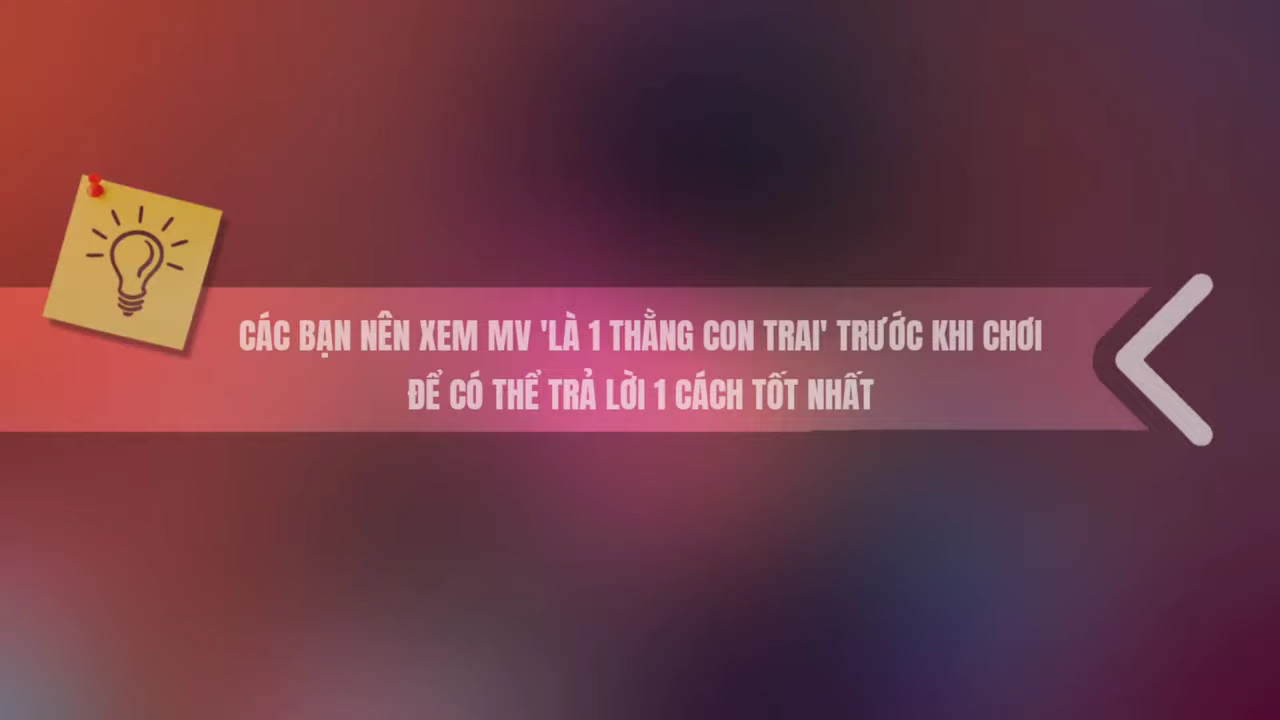 CÁC BẠN NÊN XEM MV 'LÀ 1 THẰNG CON TRAI' TRƯỚC KHI CHƠI
ĐỂ CÓ THỂ TRẢ LỜI 1 CÁCH TỐT NHẤT